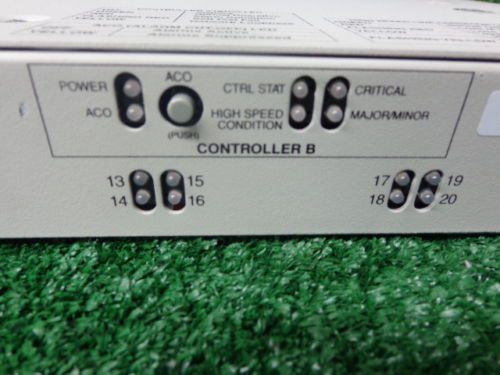 YELLOW
POWER
ACO
ACO
(PUSH)
CTRL STAT
HIGH SPEED
CONDITION
CRITICAL
MAJOR/MINOR
CONTROLLER B
13 15
14 16
17 19
18 20